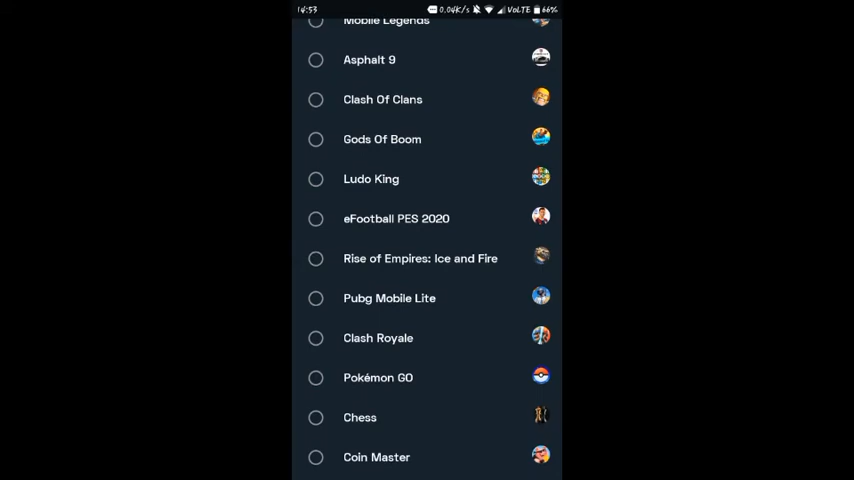 14:53 0.04K/s VoLTE 66%
Mobile Legends
Asphalt 9
Clash Of Clans
Gods Of Boom
Ludo King
eFootball PES 2020
Rise of Empires: Ice and Fire
Pubg Mobile Lite
Clash Royale
Pokémon GO
Chess
Coin Master